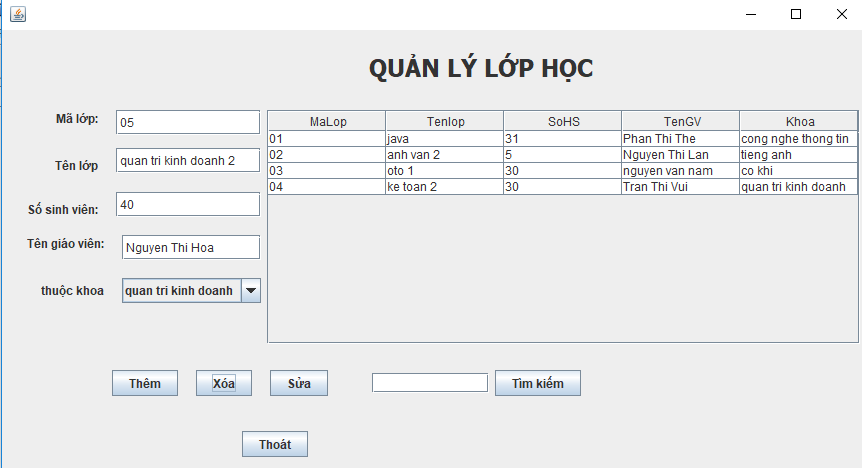 QUẢN LÝ LỚP HỌC
Mã lớp: 05
Tên lớp quan tri kinh doanh 2
Số sinh viên: 40
Tên giáo viên: Nguyen Thi Hoa
thuộc khoa quan tri kinh doanh
MaLop Tenlop SoHS TenGV Khoa
01 java 31 Phan Thi The cong nghe thong tin
02 anh van 2 5 Nguyen Thi Lan tieng anh
03 oto 1 30 nguyen van nam co khi
04 ke toan 2 30 Tran Thi Vui quan tri kinh doanh
Thêm Xóa Sửa Tìm kiếm
Thoát